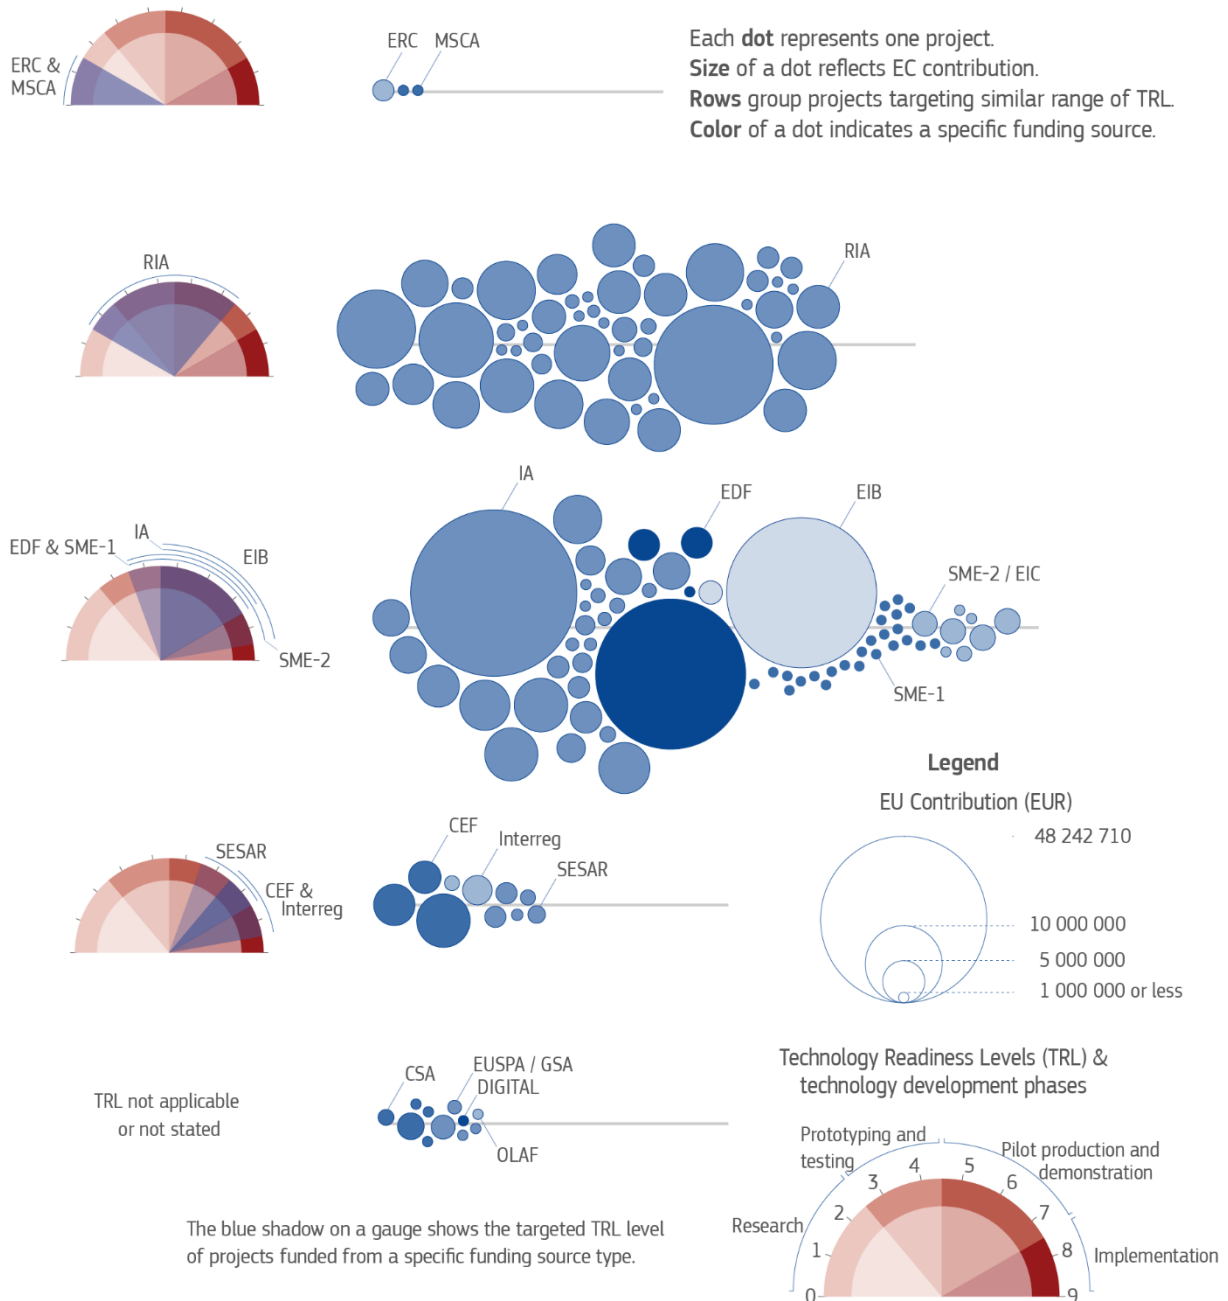 ERC &
MSCA
ERC MSCA
Each dot represents one project.
Size of a dot reflects EC contribution.
Rows group projects targeting similar range of TRL.
Color of a dot indicates a specific funding source.
RIA
RIA
IA
EDF & SME-1
EIB
SME-2
IA
EDF
EIB
SME-2 / EIC
SME-1
Legend
EU Contribution (EUR)
48 242 710
10 000 000
5 000 000
1 000 000 or less
SESAR
CEF &
Interreg
CEF
Interreg
SESAR
TRL not applicable
or not stated
CSA
EUSPA / GSA
DIGITAL
OLAF
Technology Readiness Levels (TRL) &
technology development phases
Prototyping and
testing
Pilot production and
demonstration
Research
Implementation
0
1
2
3
4
5
6
7
8
9
The blue shadow on a gauge shows the targeted TRL level
of projects funded from a specific funding source type.